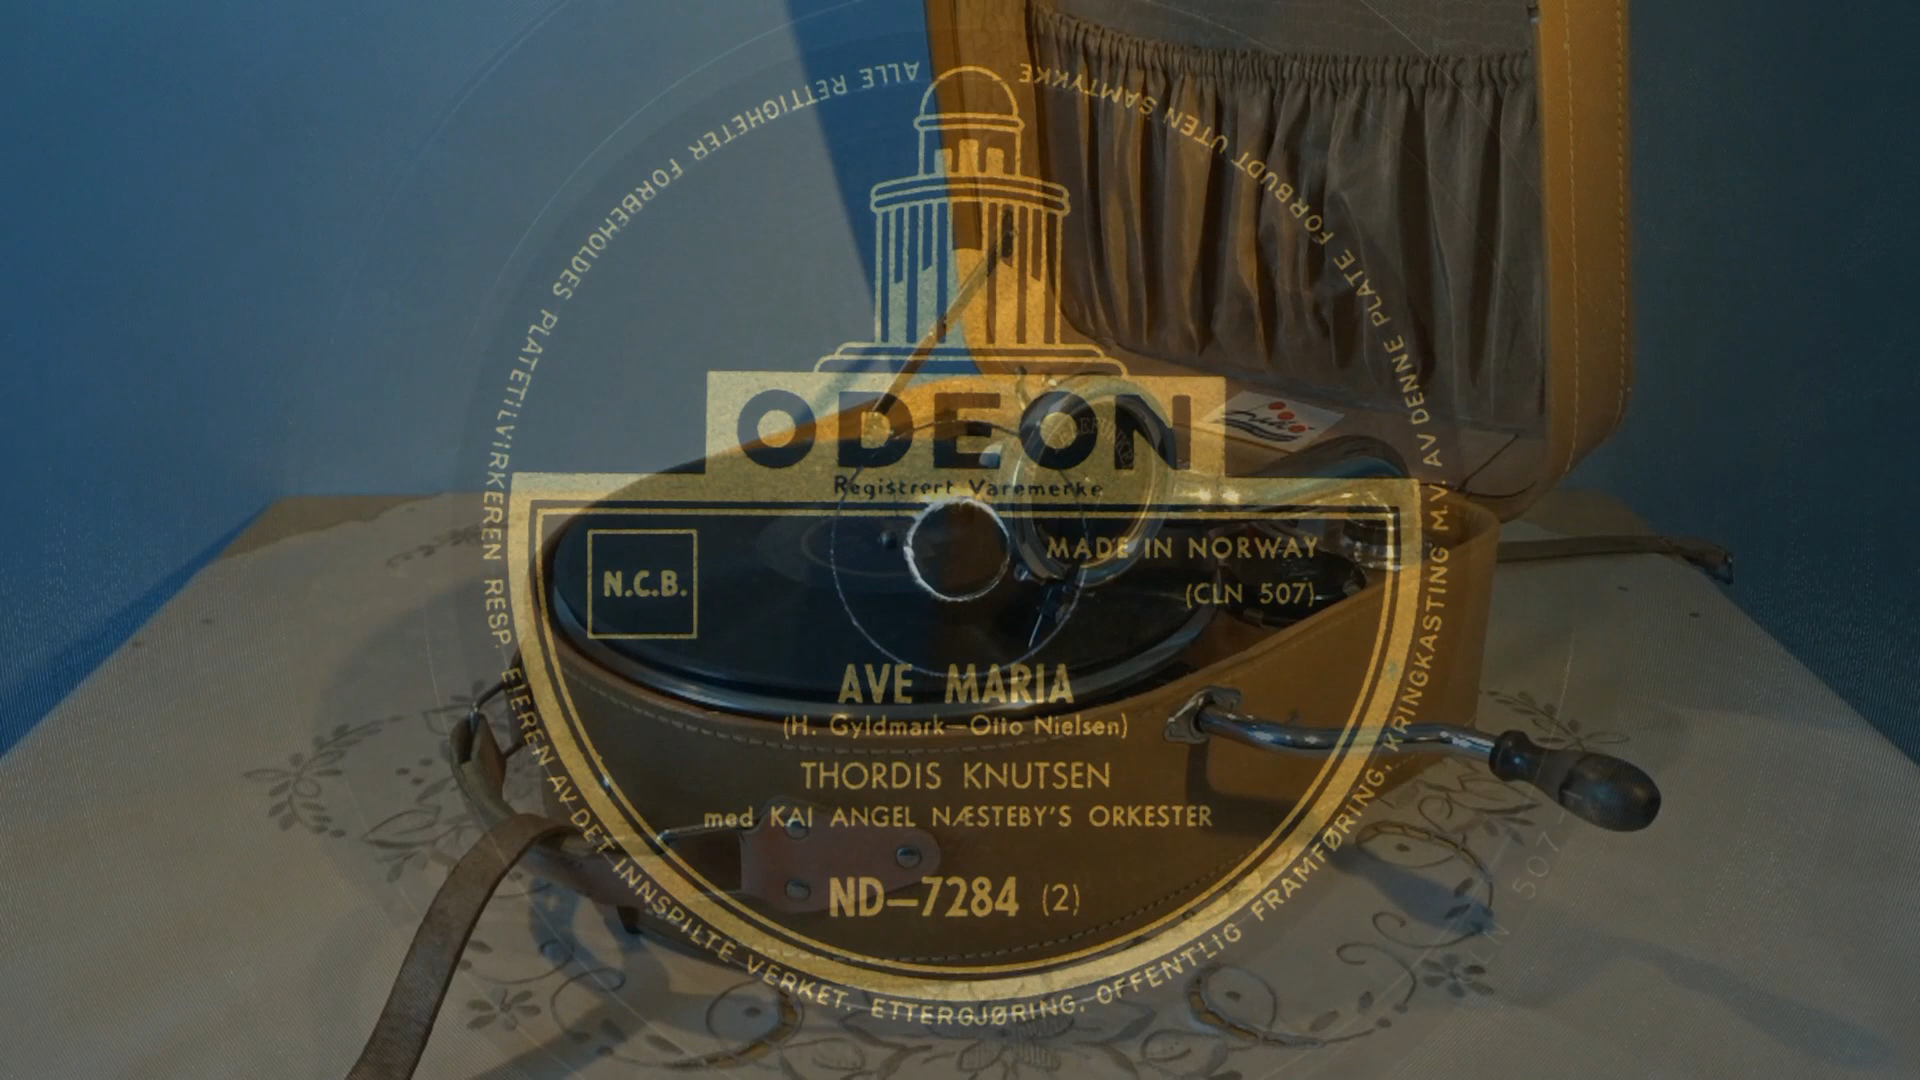 ALLE RETTIGHETER FORBEHOLDES PLATETILVIRKEREN RESP. EIEREN AV DET INNSPILTE VERKET. ETTERGJØRING, OFFENTLIG FRAMFØRING, KRINGKASTING M.V. AV DENNE PLATE FORBUDT UTEN SAMTYKKE
ODEON
Registrert Varemerke
N.C.B.
MADE IN NORWAY
(CLN 507)
AVE MARIA
(H. Gyldmark—Otto Nielsen)
THORDIS KNUTSEN
med KAI ANGEL NÆSTEBY'S ORKESTER
ND—7284 (2)